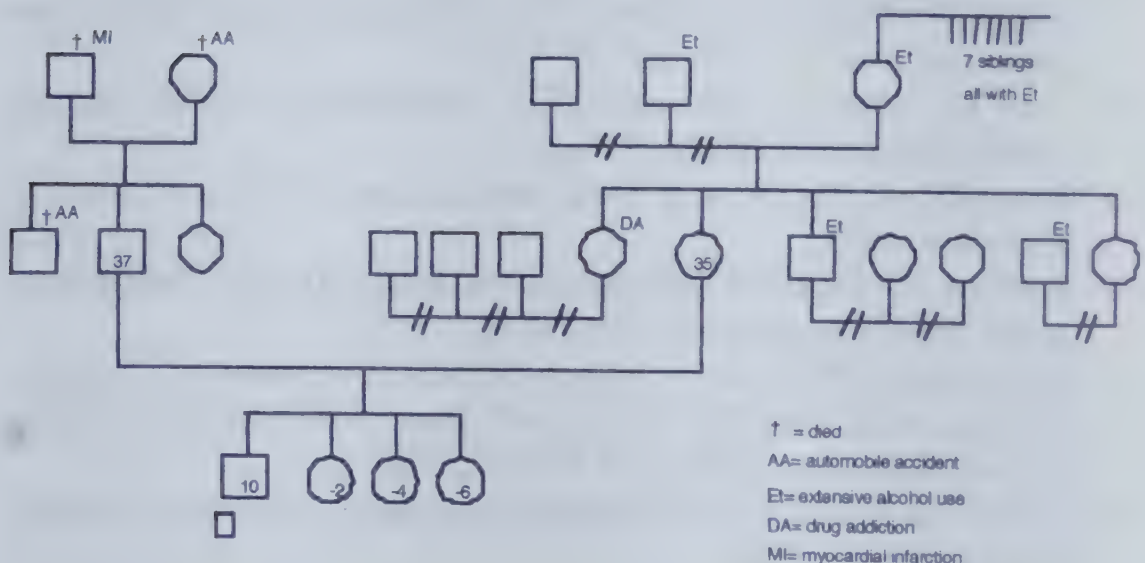 † MI
† AA
Et
Et
7 siblings
all with Et
† AA
37
DA
35
Et
Et
10
-2
-4
-6
† = died
AA= automobile accident
Et= extensive alcohol use
DA= drug addiction
MI= myocardial infarction